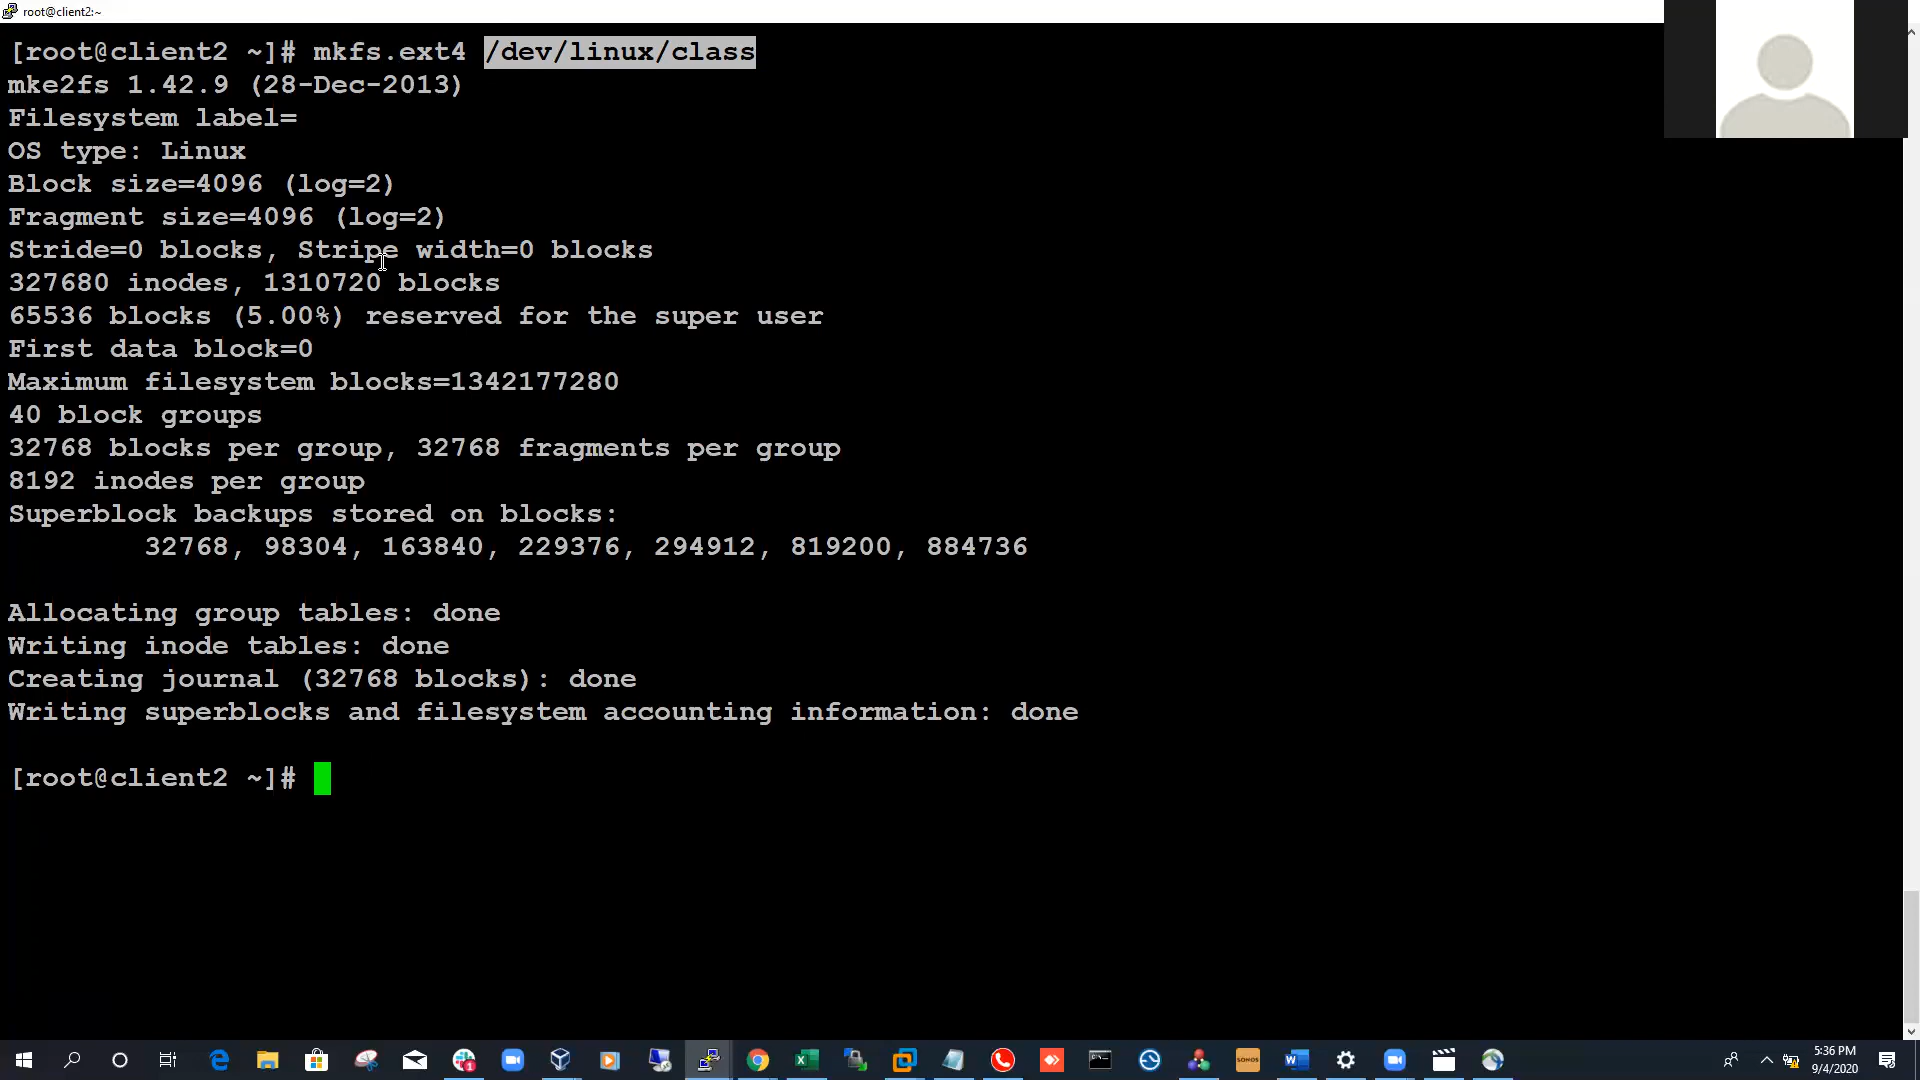 root@client2:~
[root@client2 ~]# mkfs.ext4 /dev/linux/class
mke2fs 1.42.9 (28-Dec-2013)
Filesystem label=
OS type: Linux
Block size=4096 (log=2)
Fragment size=4096 (log=2)
Stride=0 blocks, Stripe width=0 blocks
327680 inodes, 1310720 blocks
65536 blocks (5.00%) reserved for the super user
First data block=0
Maximum filesystem blocks=1342177280
40 block groups
32768 blocks per group, 32768 fragments per group
8192 inodes per group
Superblock backups stored on blocks:
32768, 98304, 163840, 229376, 294912, 819200, 884736
Allocating group tables: done
Writing inode tables: done
Creating journal (32768 blocks): done
Writing superblocks and filesystem accounting information: done
[root@client2 ~]#
SONOS
5:36 PM
9/4/2020